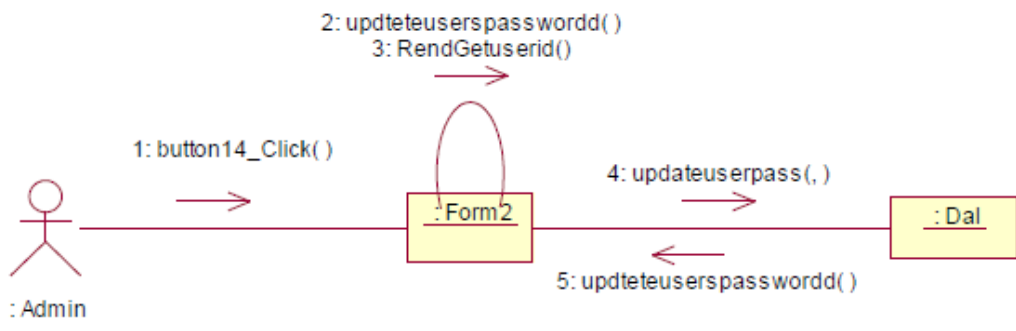 2: updteteuserspasswordd( )
3: RendGetuserid()
1: button14_Click( )
4: updateuserpass(, )
: Form2
: Dal
5: updteteuserspasswordd( )
: Admin